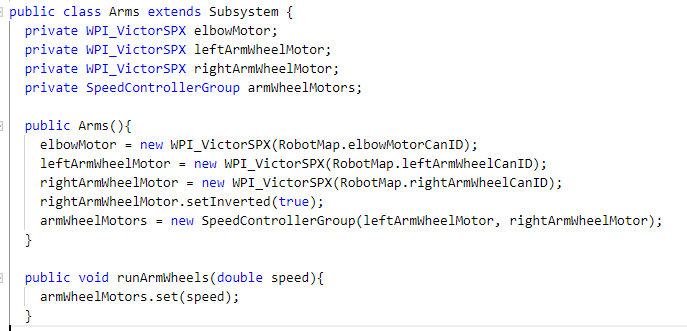 public class Arms extends Subsystem {
private WPI_VictorSPX elbowMotor;
private WPI_VictorSPX leftArmWheelMotor;
private WPI_VictorSPX rightArmWheelMotor;
private SpeedControllerGroup armWheelMotors;
public Arms(){
elbowMotor = new WPI_VictorSPX(RobotMap.elbowMotorCanID);
leftArmWheelMotor = new WPI_VictorSPX(RobotMap.leftArmWheelCanID);
rightArmWheelMotor = new WPI_VictorSPX(RobotMap.rightArmWheelCanID);
rightArmWheelMotor.setInverted(true);
armWheelMotors = new SpeedControllerGroup(leftArmWheelMotor, rightArmWheelMotor);
}
public void runArmWheels(double speed){
armWheelMotors.set(speed);
}